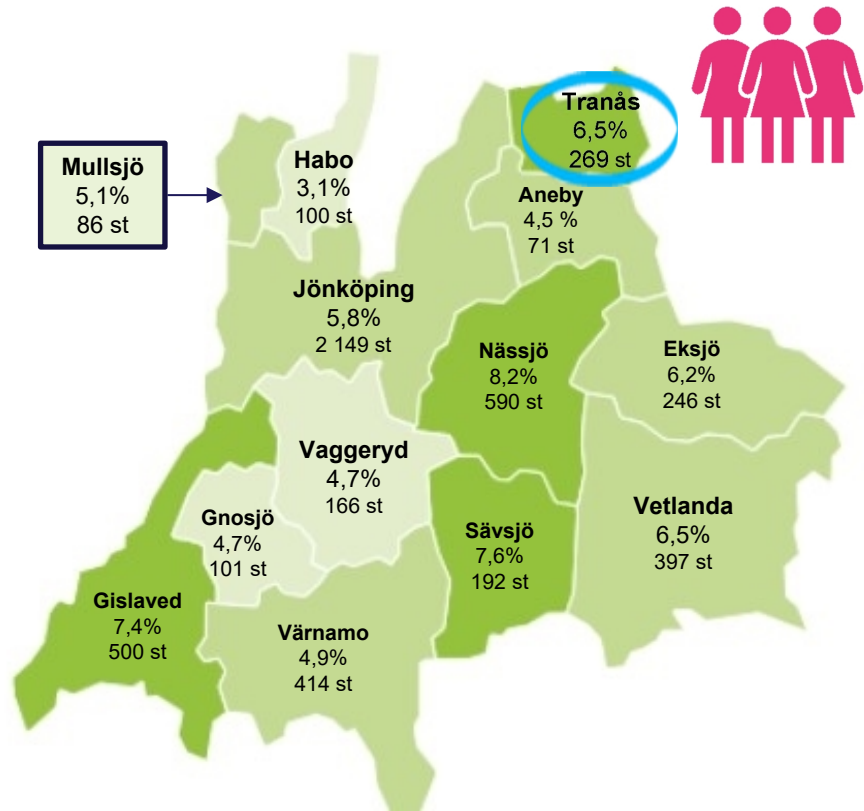 Tranås
6,5%
269 st
Mullsjö
5,1%
86 st
Habo
3,1%
100 st
Aneby
4,5 %
71 st
Jönköping
5,8%
2 149 st
Nässjö
8,2%
590 st
Eksjö
6,2%
246 st
Vaggeryd
4,7%
166 st
Gnosjö
4,7%
101 st
Sävsjö
7,6%
192 st
Vetlanda
6,5%
397 st
Gislaved
7,4%
500 st
Värnamo
4,9%
414 st